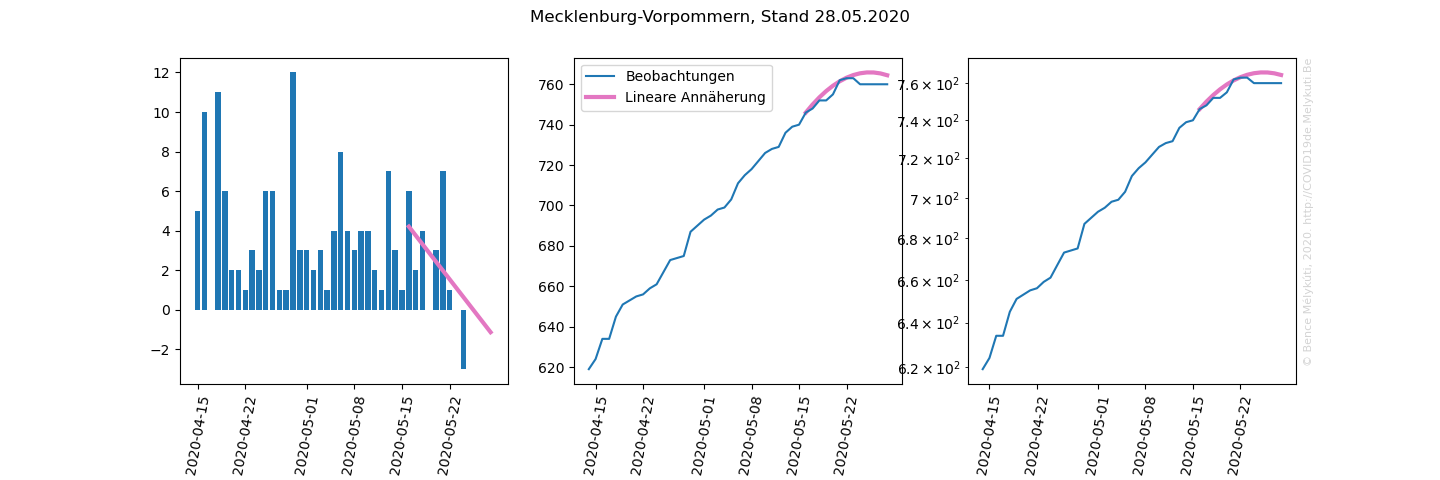 Mecklenburg-Vorpommern, Stand 28.05.2020
12
10
8
6
4
2
0
−2
2020-04-15
2020-04-22
2020-05-01
2020-05-08
2020-05-15
2020-05-22
Beobachtungen
Lineare Annäherung
760
740
720
700
680
660
640
620
2020-04-15
2020-04-22
2020-05-01
2020-05-08
2020-05-15
2020-05-22
7.6 × 10²
7.4 × 10²
7.2 × 10²
7 × 10²
6.8 × 10²
6.6 × 10²
6.4 × 10²
6.2 × 10²
2020-04-15
2020-04-22
2020-05-01
2020-05-08
2020-05-15
2020-05-22
© Bence Mélykúti, 2020. http://COVID19de.Melykuti.Be